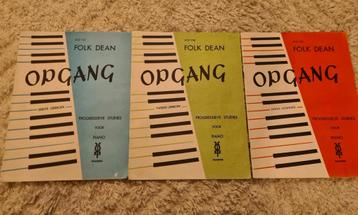 FOLK DEAN
OPGANG
PROGRESSIEVE STUDIES
VOOR
PIANO
FOLK DEAN
OPGANG
PROGRESSIEVE STUDIES
VOOR
PIANO
FOLK DEAN
OPGANG
PROGRESSIEVE STUDIES
VOOR
PIANO